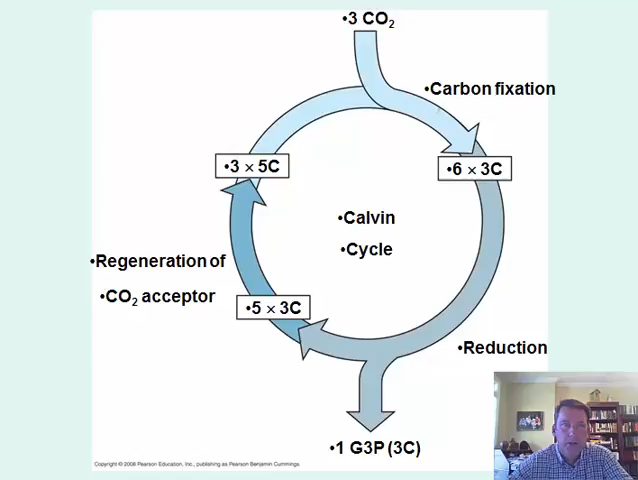 •3 CO₂
•Carbon fixation
•3 × 5C
•6 × 3C
•Calvin
•Cycle
•Regeneration of
•CO₂ acceptor
•5 × 3C
•Reduction
•1 G3P (3C)
Copyright © 2008 Pearson Education, Inc., publishing as Pearson Benjamin Cummings.